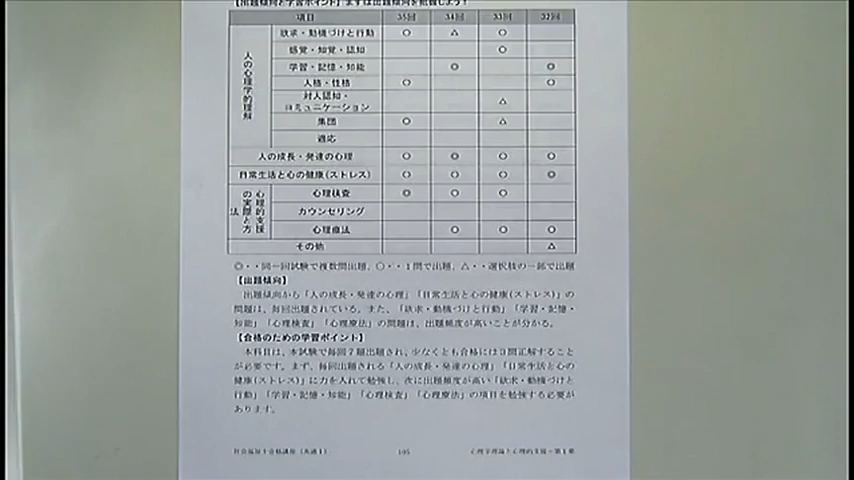 【出題傾向と学習ポイント】まずは出題傾向を把握しよう！
項目 35回 34回 33回 32回
人の心理学的理解
欲求・動機づけと行動 ○ △ ○
感覚・知覚・認知 ○
学習・記憶・知能 ◎ ◎
人格・性格 ○ ○
対人認知・
コミュニケーション △
集団 ○ △
適応
人の成長・発達の心理 ○ ◎ ○ ○
日常生活と心の健康(ストレス) ○ ○ ○ ◎
心理的支援の実際と方法
心理検査 ◎ ○ ○
カウンセリング
心理療法 ○ ○ ○
その他 △
◎・・同一回試験で複数問出題、○・・1問で出題、△・・選択肢の一部で出題
【出題傾向】
出題傾向から「人の成長・発達の心理」「日常生活と心の健康(ストレス)」の
問題は、毎回出題されている。また、「欲求・動機づけと行動」「学習・記憶・
知能」「心理検査」「心理療法」の問題は、出題頻度が高いことが分かる。
【合格のための学習ポイント】
本科目は、本試験で毎回7題出題され、少なくとも合格には3問正解すること
が必要です。まず、毎回出題される「人の成長・発達の心理」「日常生活と心の
健康(ストレス)」に力を入れて勉強し、次に出題頻度が高い「欲求・動機づけと
行動」「学習・記憶・知能」「心理検査」「心理療法」の項目を勉強する必要が
あります。
社会福祉士合格講座（共通1） 105 心理学理論と心理的支援・第1章